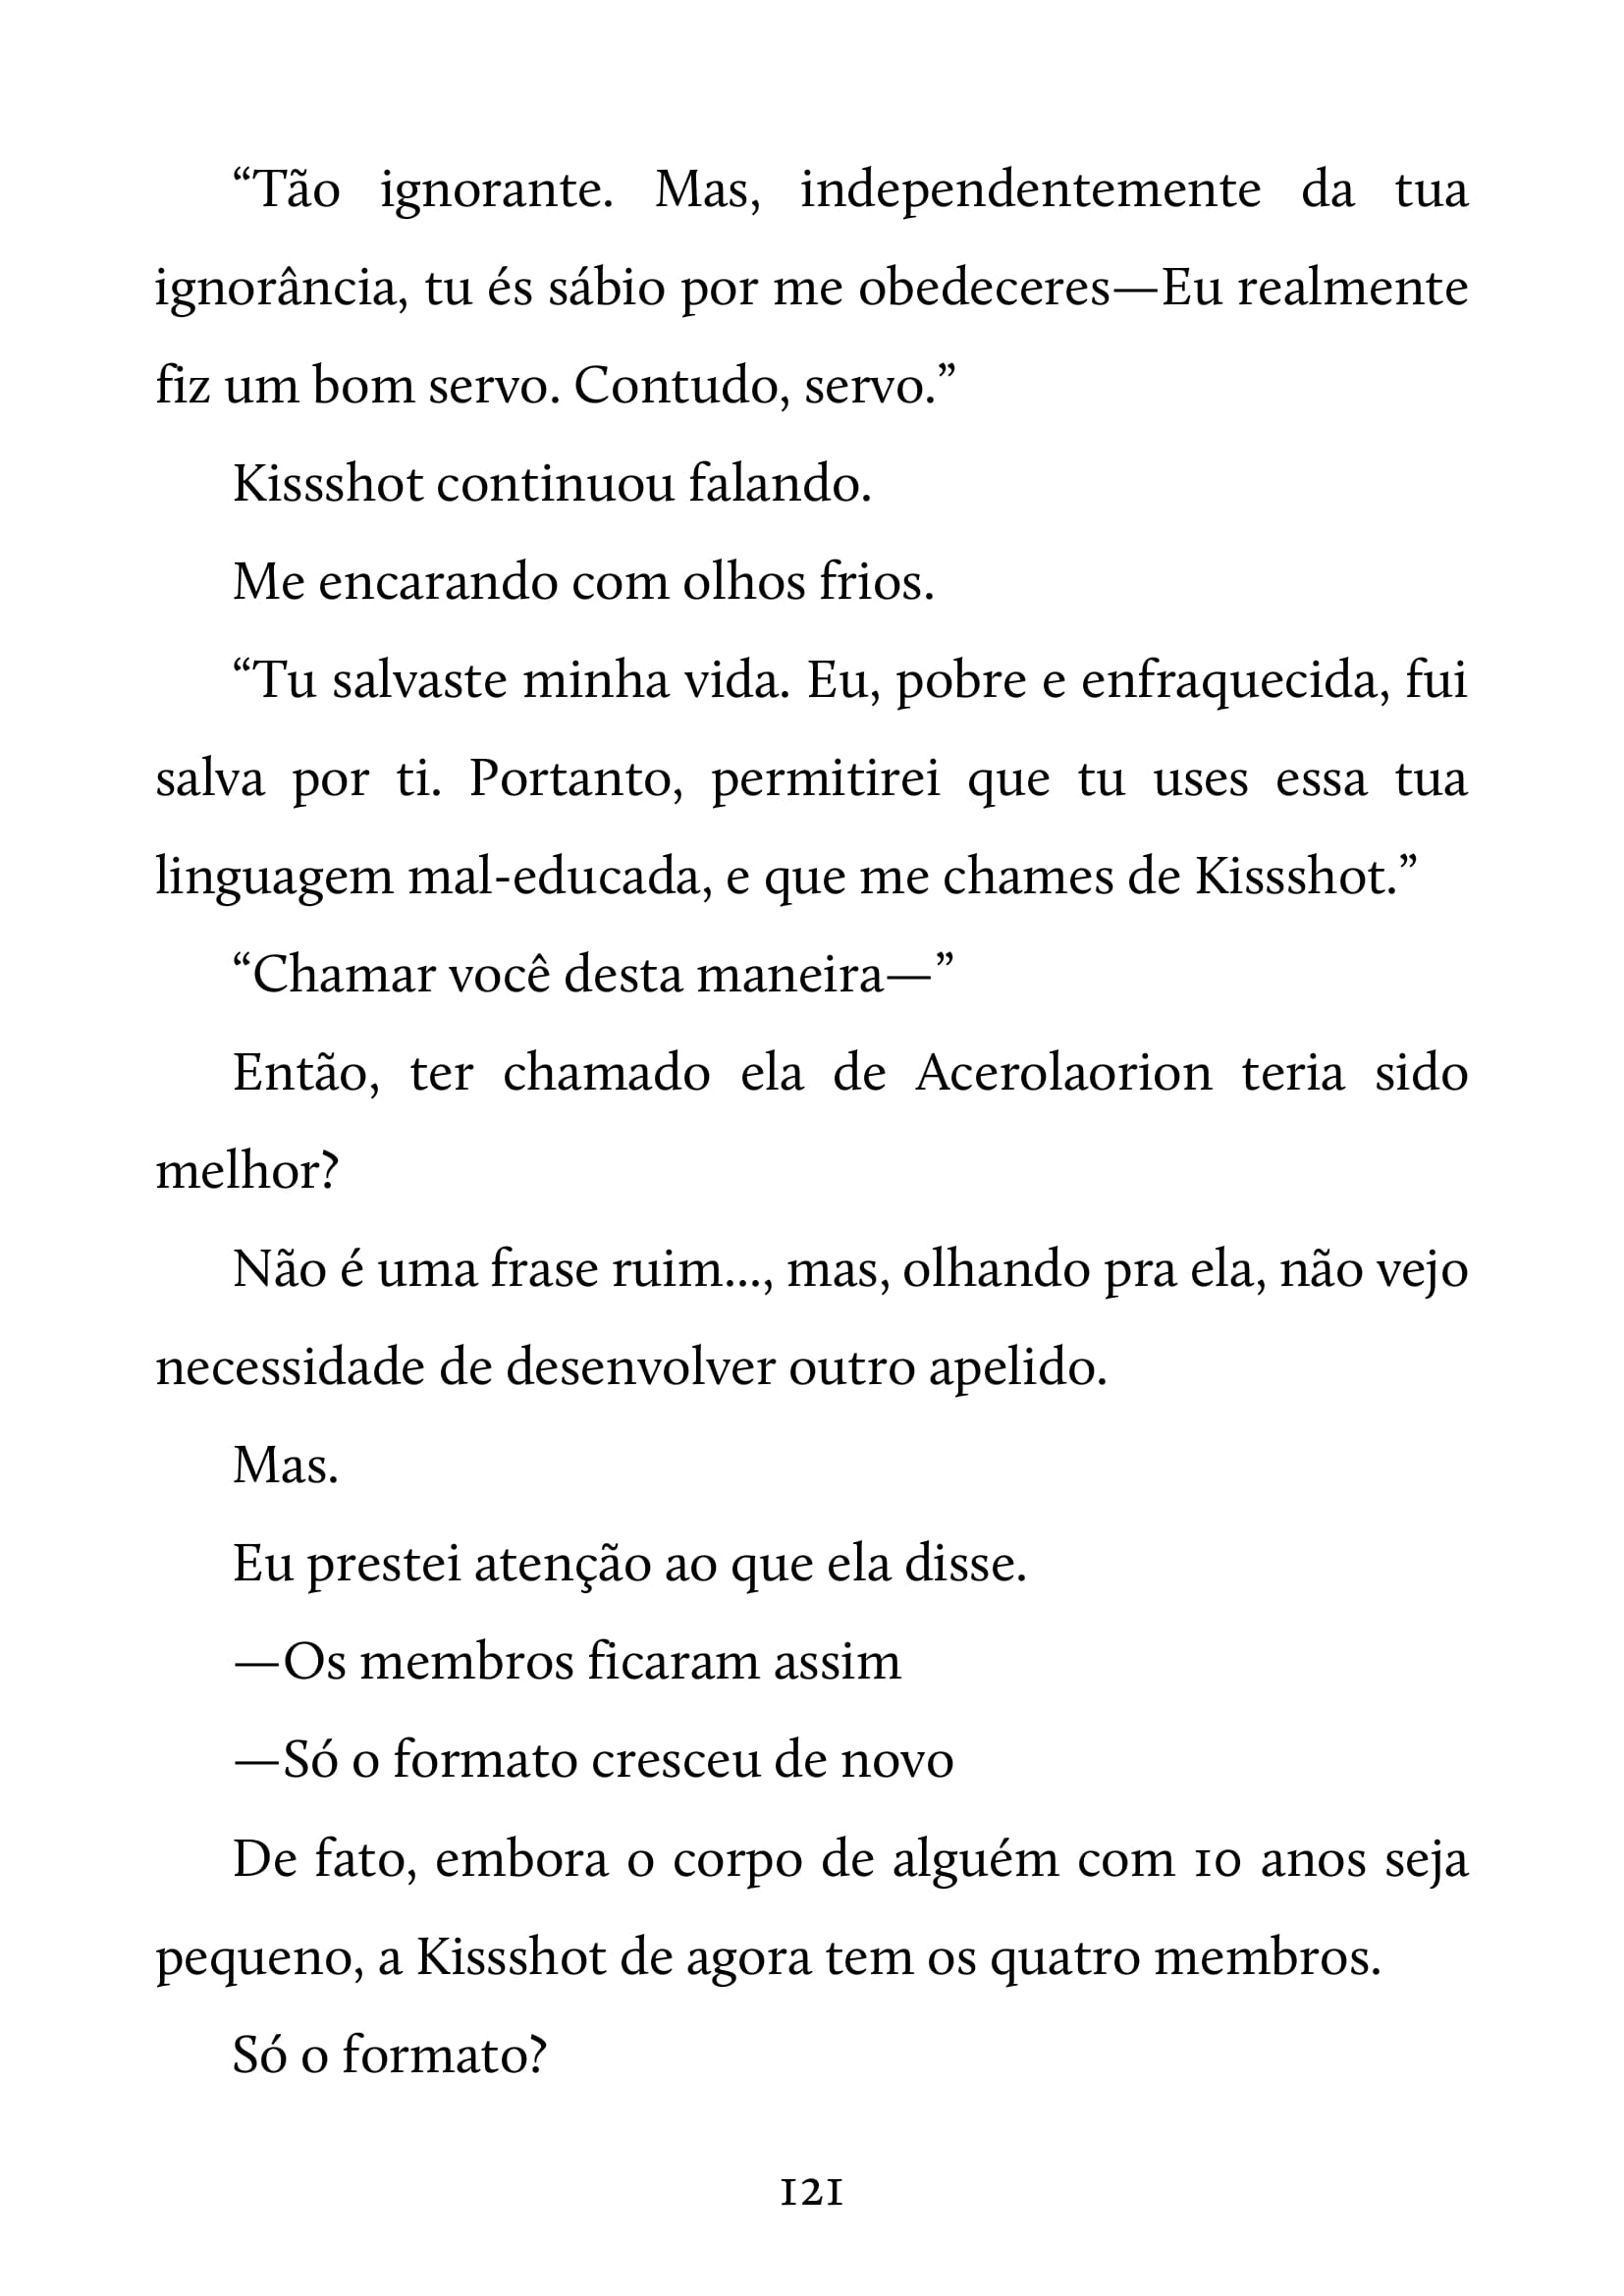 “Tão ignorante. Mas, independentemente da tua
ignorância, tu és sábio por me obedeceres—Eu realmente
fiz um bom servo. Contudo, servo.”
Kissshot continuou falando.
Me encarando com olhos frios.
“Tu salvaste minha vida. Eu, pobre e enfraquecida, fui
salva por ti. Portanto, permitirei que tu uses essa tua
linguagem mal-educada, e que me chames de Kissshot.”
“Chamar você desta maneira—”
Então, ter chamado ela de Acerolaorion teria sido
melhor?
Não é uma frase ruim..., mas, olhando pra ela, não vejo
necessidade de desenvolver outro apelido.
Mas.
Eu prestei atenção ao que ela disse.
—Os membros ficaram assim
—Só o formato cresceu de novo
De fato, embora o corpo de alguém com 10 anos seja
pequeno, a Kissshot de agora tem os quatro membros.
Só o formato?
121